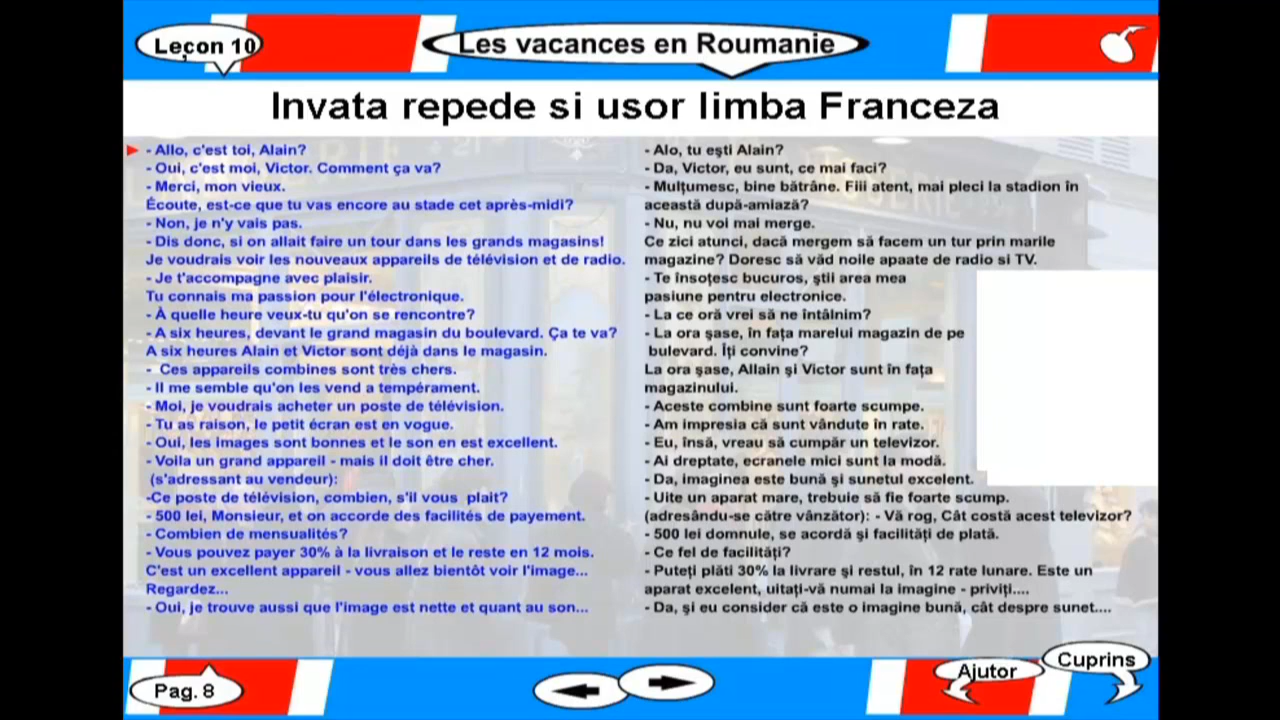 Leçon 10
Les vacances en Roumanie
Invata repede si usor limba Franceza
- Allo, c'est toi, Alain?
- Oui, c'est moi, Victor. Comment ça va?
- Merci, mon vieux.
Écoute, est-ce que tu vas encore au stade cet après-midi?
- Non, je n'y vais pas.
- Dis donc, si on allait faire un tour dans les grands magasins!
Je voudrais voir les nouveaux appareils de télévision et de radio.
- Je t'accompagne avec plaisir.
Tu connais ma passion pour l'électronique.
- À quelle heure veux-tu qu'on se rencontre?
- A six heures, devant le grand magasin du boulevard. Ça te va?
A six heures Alain et Victor sont déjà dans le magasin.
- Ces appareils combines sont très chers.
- Il me semble qu'on les vend a tempérament.
- Moi, je voudrais acheter un poste de télévision.
- Tu as raison, le petit écran est en vogue.
- Oui, les images sont bonnes et le son en est excellent.
- Voila un grand appareil - mais il doit être cher.
(s'adressant au vendeur):
-Ce poste de télévision, combien, s'il vous plait?
- 500 lei, Monsieur, et on accorde des facilités de payement.
- Combien de mensualités?
- Vous pouvez payer 30% à la livraison et le reste en 12 mois.
C'est un excellent appareil - vous allez bientôt voir l'image...
Regardez...
- Oui, je trouve aussi que l'image est nette et quant au son...
- Alo, tu eşti Alain?
- Da, Victor, eu sunt, ce mai faci?
- Mulţumesc, bine bătrâne. Fiii atent, mai pleci la stadion în
această după-amiază?
- Nu, nu voi mai merge.
Ce zici atunci, dacă mergem să facem un tur prin marile
magazine? Doresc să văd noile apaate de radio si TV.
- Te însoţesc bucuros, ştii area mea
pasiune pentru electronice.
- La ce oră vrei să ne întâlnim?
- La ora şase, în faţa marelui magazin de pe
bulevard. Îţi convine?
La ora şase, Allain şi Victor sunt în faţa
magazinului.
- Aceste combine sunt foarte scumpe.
- Am impresia că sunt vândute în rate.
- Eu, însă, vreau să cumpăr un televizor.
- Ai dreptate, ecranele mici sunt la modă.
- Da, imaginea este bună şi sunetul excelent.
- Uite un aparat mare, trebuie să fie foarte scump.
(adresându-se către vânzător): - Vă rog, Cât costă acest televizor?
- 500 lei domnule, se acordă şi facilităţi de plată.
- Ce fel de facilităţi?
- Puteţi plăti 30% la livrare şi restul, în 12 rate lunare. Este un
aparat excelent, uitaţi-vă numai la imagine - priviţi....
- Da, şi eu consider că este o imagine bună, cât despre sunet....
Pag. 8
Ajutor
Cuprins